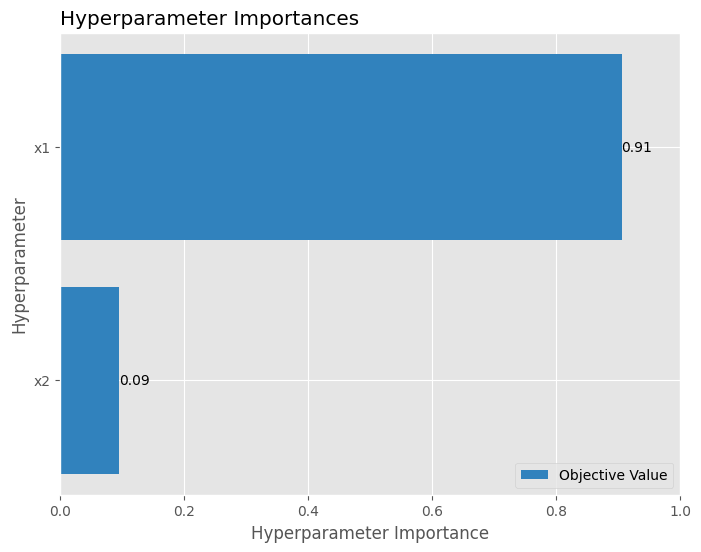 Hyperparameter Importances
Hyperparameter
x1
0.91
x2
0.09
Objective Value
0.0 0.2 0.4 0.6 0.8 1.0
Hyperparameter Importance